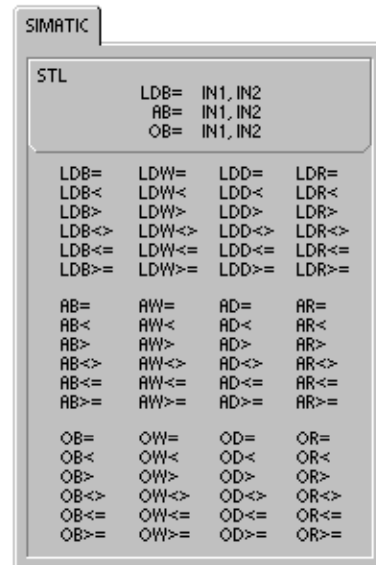 SIMATIC
STL
LDB= IN1, IN2
AB= IN1, IN2
OB= IN1, IN2
LDB= LDW= LDD= LDR=
LDB< LDW< LDD< LDR<
LDB> LDW> LDD> LDR>
LDB<> LDW<> LDD<> LDR<>
LDB<= LDW<= LDD<= LDR<=
LDB>= LDW>= LDD>= LDR>=
AB= AW= AD= AR=
AB< AW< AD< AR<
AB> AW> AD> AR>
AB<> AW<> AD<> AR<>
AB<= AW<= AD<= AR<=
AB>= AW>= AD>= AR>=
OB= OW= OD= OR=
OB< OW< OD< OR<
OB> OW> OD> OR>
OB<> OW<> OD<> OR<>
OB<= OW<= OD<= OR<=
OB>= OW>= OD>= OR>=